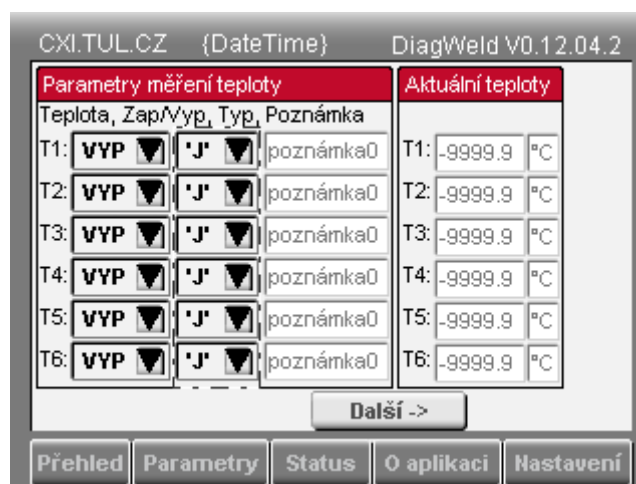 CXI.TUL.CZ {DateTime} DiagWeld V0.12.04.2
Parametry měření teploty Aktuální teploty
Teplota, Zap/Vyp, Typ, Poznámka
T1: VYP 'J' poznámka0 T1: -9999.9 °C
T2: VYP 'J' poznámka0 T2: -9999.9 °C
T3: VYP 'J' poznámka0 T3: -9999.9 °C
T4: VYP 'J' poznámka0 T4: -9999.9 °C
T5: VYP 'J' poznámka0 T5: -9999.9 °C
T6: VYP 'J' poznámka0 T6: -9999.9 °C
Další ->
Přehled Parametry Status O aplikaci Nastavení